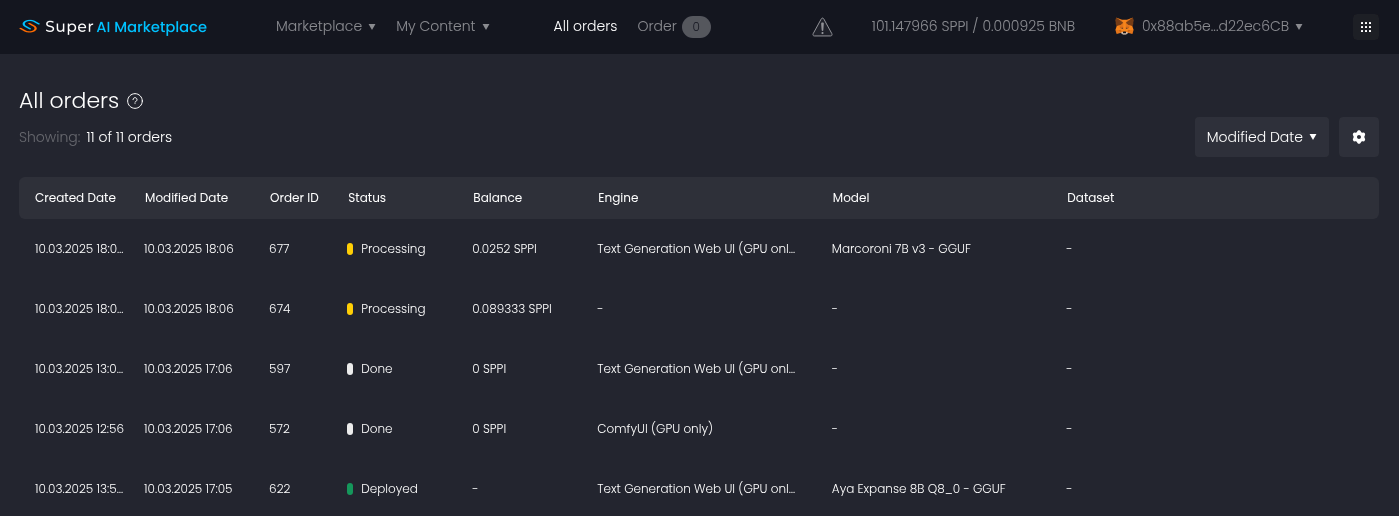 Super AI Marketplace Marketplace ▼ My Content ▼ All orders Order 0 101.147966 SPPI / 0.000925 BNB 0x88ab5e...d22ec6CB ▼
All orders ?
Showing: 11 of 11 orders Modified Date ▼
Created Date Modified Date Order ID Status Balance Engine Model Dataset
10.03.2025 18:0... 10.03.2025 18:06 677 Processing 0.0252 SPPI Text Generation Web UI (GPU onl... Marcoroni 7B v3 - GGUF -
10.03.2025 18:0... 10.03.2025 18:06 674 Processing 0.089333 SPPI - - -
10.03.2025 13:0... 10.03.2025 17:06 597 Done 0 SPPI Text Generation Web UI (GPU onl... - -
10.03.2025 12:56 10.03.2025 17:06 572 Done 0 SPPI ComfyUI (GPU only) - -
10.03.2025 13:5... 10.03.2025 17:05 622 Deployed - Text Generation Web UI (GPU onl... Aya Expanse 8B Q8_0 - GGUF -